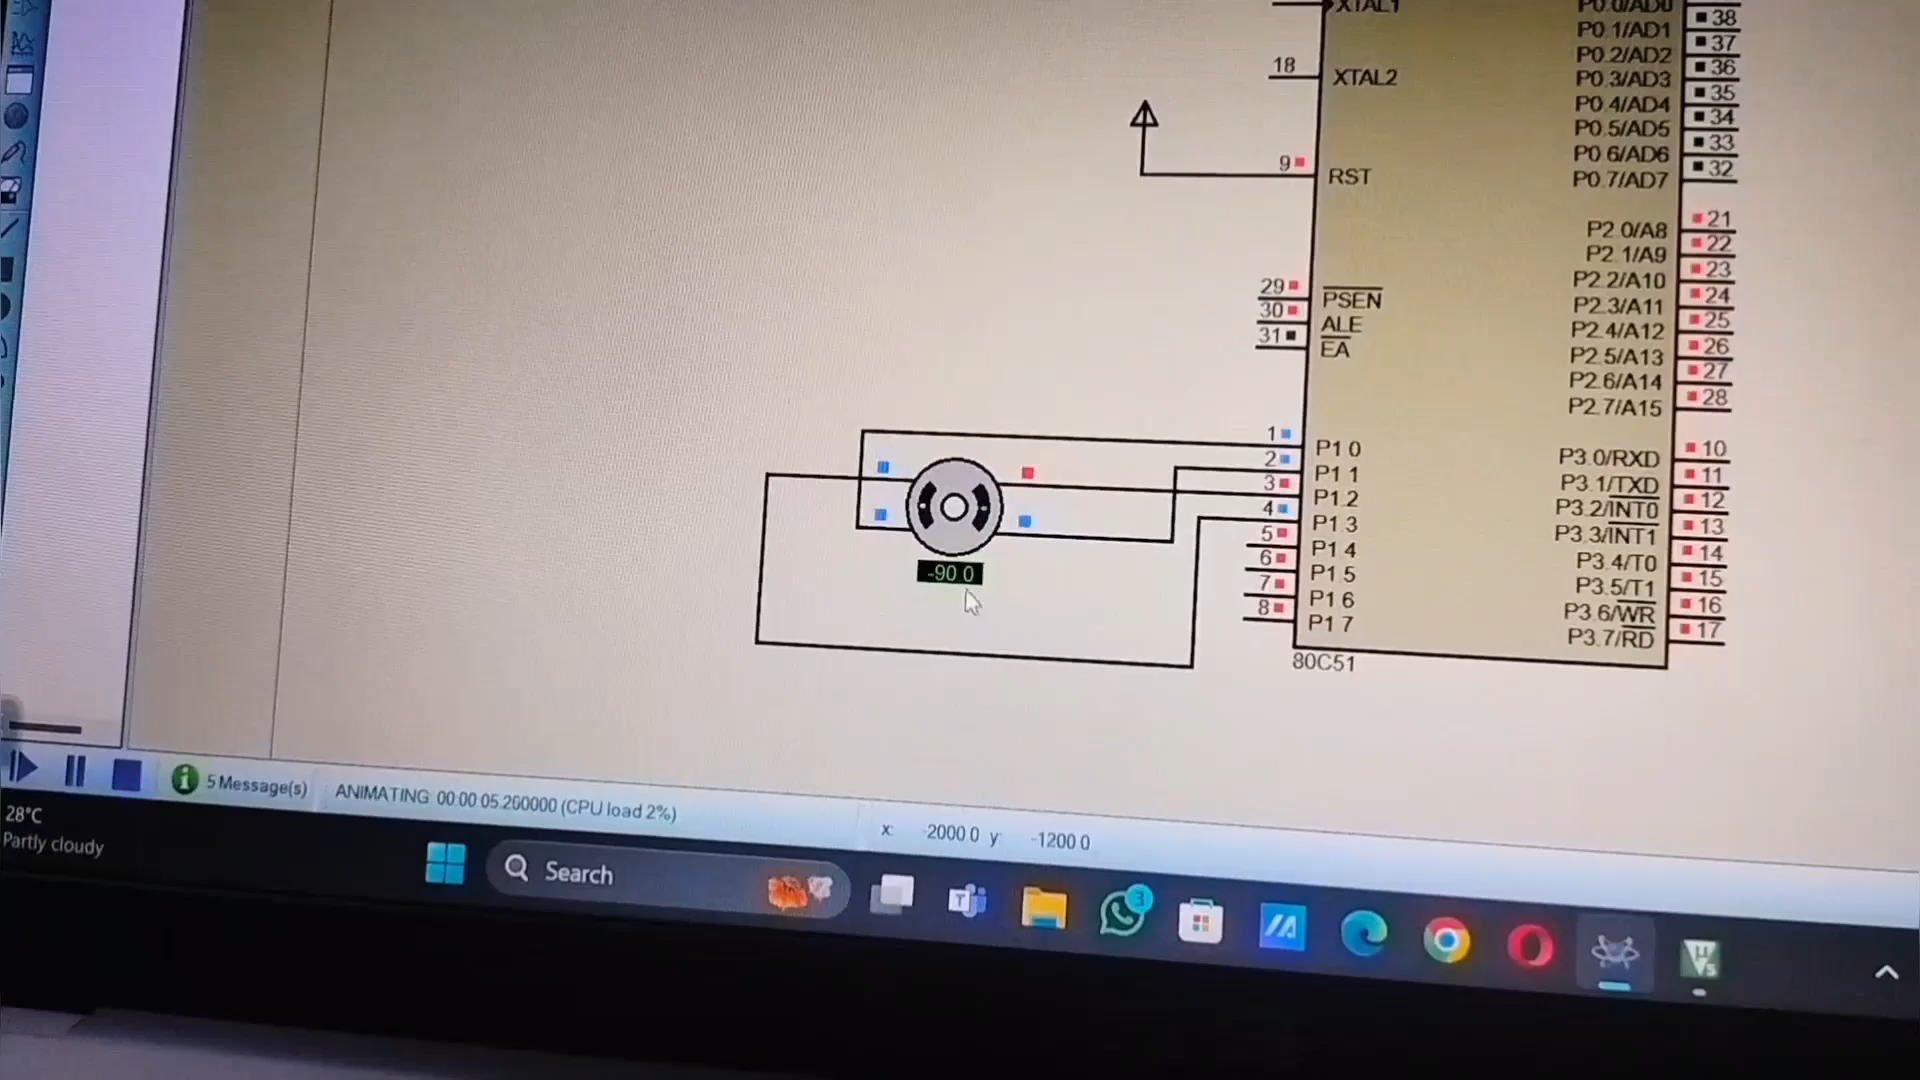 XTAL1
18
XTAL2
9
RST
29
PSEN
30
ALE
31
EA
1
P1 0
2
P1 1
3
P1.2
4
P1 3
5
P1 4
6
P1 5
7
P1 6
8
P1 7
80C51
P0.0/AD0
P0.1/AD1
38
P0.2/AD2
37
P0.3/AD3
36
P0.4/AD4
35
P0.5/AD5
34
P0 6/AD6
33
P0.7/AD7
32
P2 0/A8
21
P2 1/A9
22
P2 2/A10
23
P2 3/A11
24
P2 4/A12
25
P2 5/A13
26
P2 6/A14
27
P2 7/A15
28
P3.0/RXD
10
P3.1/TXD
11
P3.2/INT0
12
P3.3/INT1
13
P3.4/T0
14
P3.5/T1
15
P3.6/WR
16
P3.7/RD
17
-90 0
5 Message(s)
ANIMATING: 00:00:05.260000 (CPU load 2%)
x: -2000 0 y -1200 0
28°C
Partly cloudy
Search
T
3